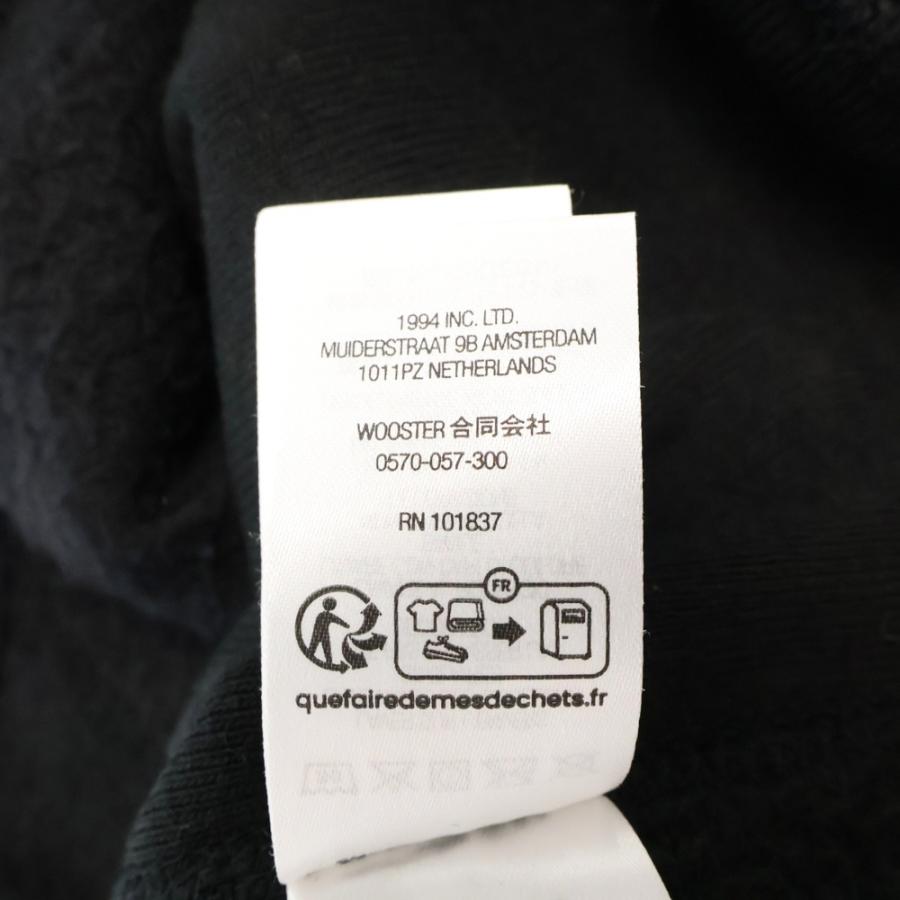 1994 INC. LTD.
MUIDERSTRAAT 9B AMSTERDAM
1011PZ NETHERLANDS
WOOSTER 合同会社
0570-057-300
RN 101837
FR
quefairedemesdechets.fr